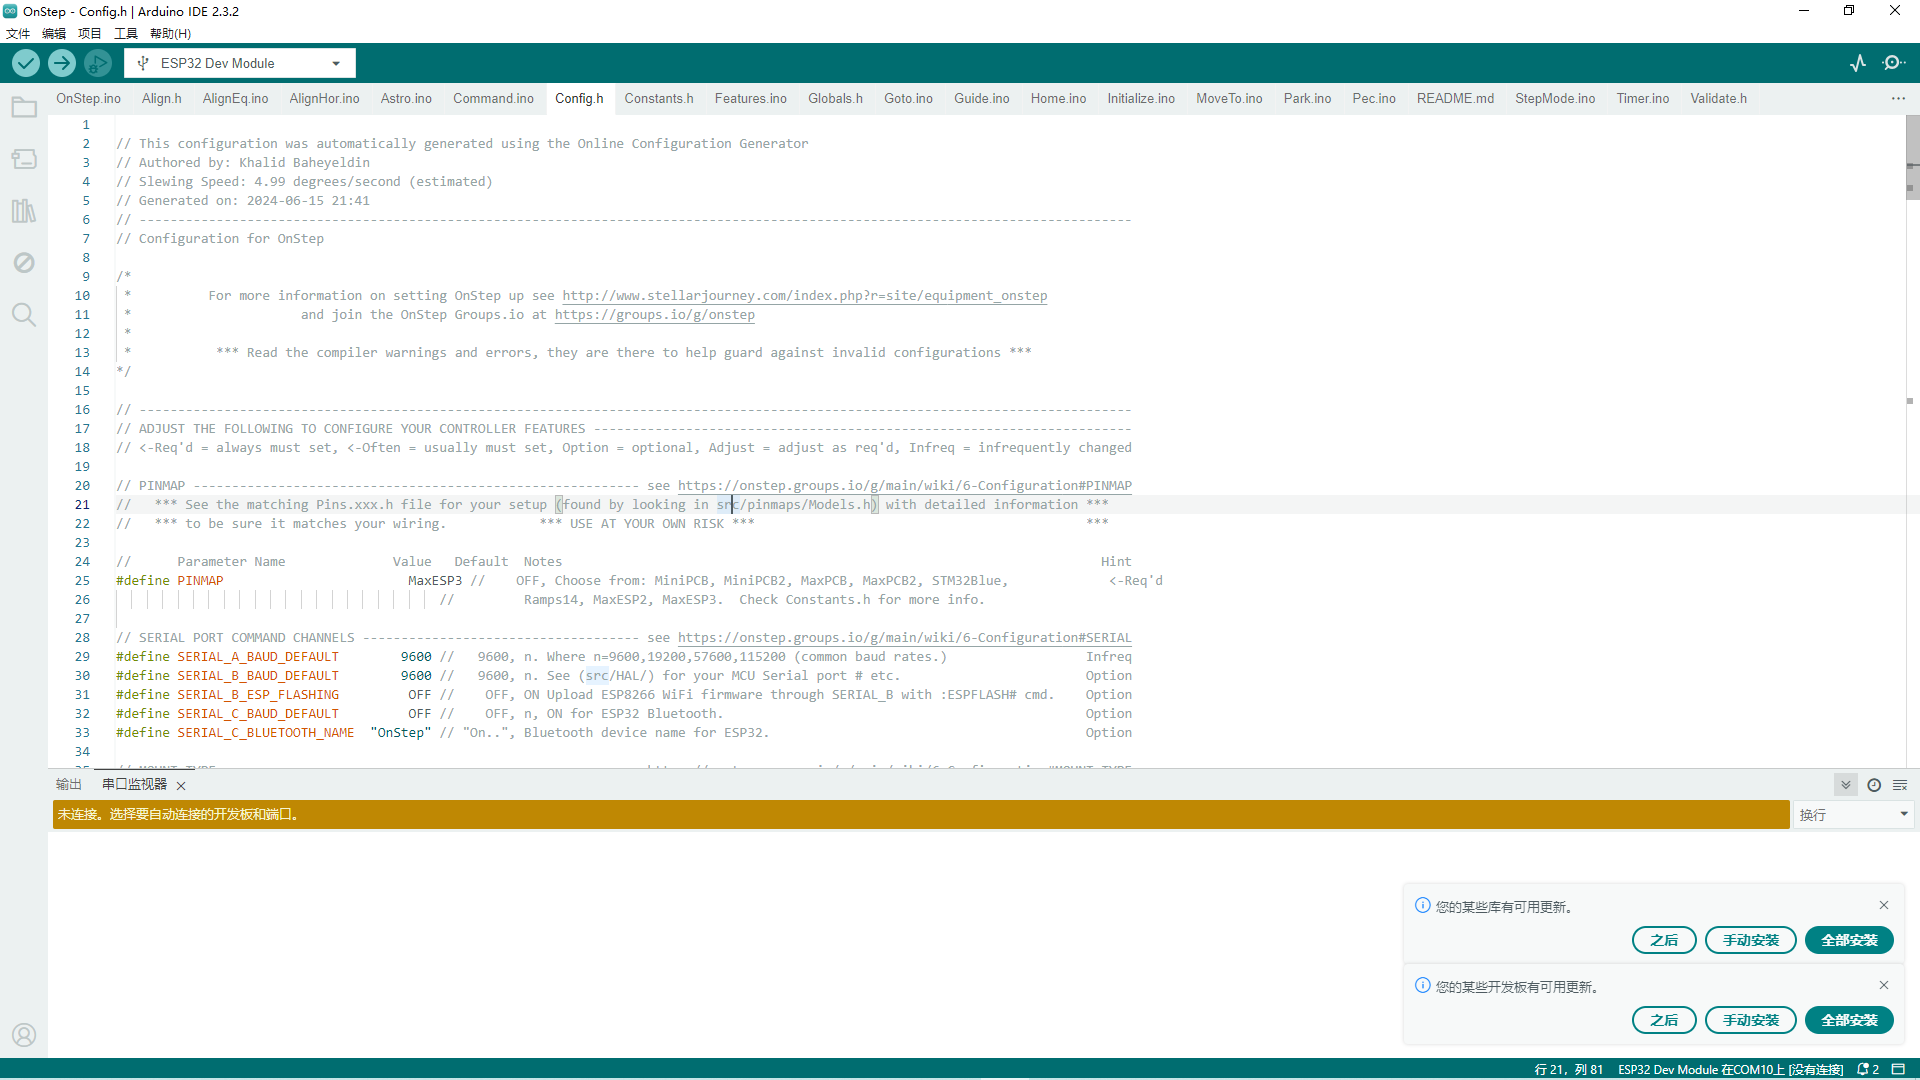 OnStep - Config.h | Arduino IDE 2.3.2
文件 编辑 项目 工具 帮助(H)
ESP32 Dev Module
OnStep.ino Align.h AlignEq.ino AlignHor.ino Astro.ino Command.ino Config.h Constants.h Features.ino Globals.h Goto.ino Guide.ino Home.ino Initialize.ino MoveTo.ino Park.ino Pec.ino README.md StepMode.ino Timer.ino Validate.h
1
2 // This configuration was automatically generated using the Online Configuration Generator
3 // Authored by: Khalid Baheyeldin
4 // Slewing Speed: 4.99 degrees/second (estimated)
5 // Generated on: 2024-06-15 21:41
6 // ---------------------------------------------------------------------------------------------------------------------------------
7 // Configuration for OnStep
8
9 /*
10 * For more information on setting OnStep up see http://www.stellarjourney.com/index.php?r=site/equipment_onstep
11 * and join the OnStep Groups.io at https://groups.io/g/onstep
12 *
13 * *** Read the compiler warnings and errors, they are there to help guard against invalid configurations ***
14 */
15
16 // ---------------------------------------------------------------------------------------------------------------------------------
17 // ADJUST THE FOLLOWING TO CONFIGURE YOUR CONTROLLER FEATURES ----------------------------------------------------------------------
18 // <-Req'd = always must set, <-Often = usually must set, Option = optional, Adjust = adjust as req'd, Infreq = infrequently changed
19
20 // PINMAP ---------------------------------------------------------- see https://onstep.groups.io/g/main/wiki/6-Configuration#PINMAP
21 // *** See the matching Pins.xxx.h file for your setup (found by looking in src/pinmaps/Models.h) with detailed information ***
22 // *** to be sure it matches your wiring. *** USE AT YOUR OWN RISK *** ***
23
24 // Parameter Name Value Default Notes Hint
25 #define PINMAP MaxESP3 // OFF, Choose from: MiniPCB, MiniPCB2, MaxPCB, MaxPCB2, STM32Blue, <-Req'd
26 // Ramps14, MaxESP2, MaxESP3. Check Constants.h for more info.
27
28 // SERIAL PORT COMMAND CHANNELS ------------------------------------ see https://onstep.groups.io/g/main/wiki/6-Configuration#SERIAL
29 #define SERIAL_A_BAUD_DEFAULT 9600 // 9600, n. Where n=9600,19200,57600,115200 (common baud rates.) Infreq
30 #define SERIAL_B_BAUD_DEFAULT 9600 // 9600, n. See (src/HAL/) for your MCU Serial port # etc. Option
31 #define SERIAL_B_ESP_FLASHING OFF // OFF, ON Upload ESP8266 WiFi firmware through SERIAL_B with :ESPFLASH# cmd. Option
32 #define SERIAL_C_BAUD_DEFAULT OFF // OFF, n, ON for ESP32 Bluetooth. Option
33 #define SERIAL_C_BLUETOOTH_NAME "OnStep" // "On..", Bluetooth device name for ESP32. Option
34
输出 串口监视器
未连接。选择要自动连接的开发板和端口。 换行
您的某些库有可用更新。
之后 手动安装 全部安装
您的某些开发板有可用更新。
之后 手动安装 全部安装
行 21，列 81 ESP32 Dev Module 在COM10上 [没有连接] 2